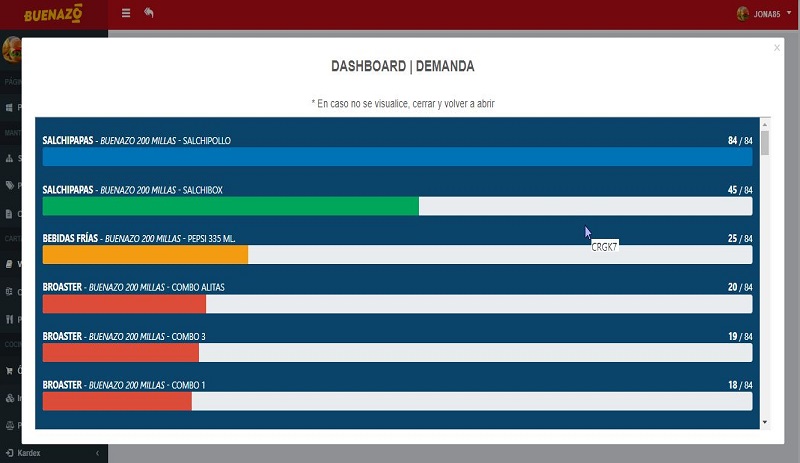 BUENAZO
JONA85
x
DASHBOARD | DEMANDA
* En caso no se visualice, cerrar y volver a abrir
SALCHIPAPAS - BUENAZO 200 MILLAS - SALCHIPOLLO 84 / 84
SALCHIPAPAS - BUENAZO 200 MILLAS - SALCHIBOX 45 / 84
BEBIDAS FRÍAS - BUENAZO 200 MILLAS - PEPSI 335 ML. 25 / 84
CRGK7
BROASTER - BUENAZO 200 MILLAS - COMBO ALITAS 20 / 84
BROASTER - BUENAZO 200 MILLAS - COMBO 3 19 / 84
BROASTER - BUENAZO 200 MILLAS - COMBO 1 18 / 84
Kardex